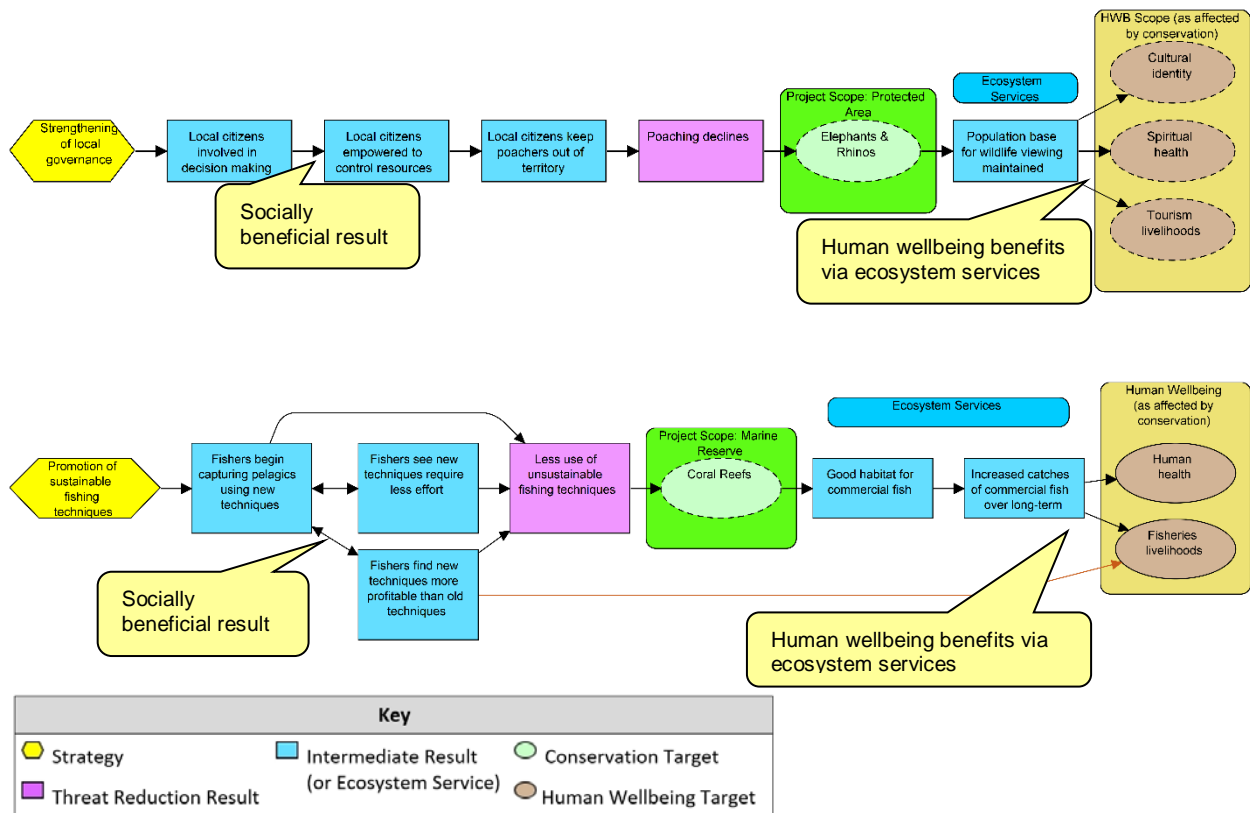 HWB Scope (as affected
by conservation)
Cultural
identity
Ecosystem
Services
Project Scope: Protected
Area
Strengthening
of local
governance
Local citizens
involved in
decision making
Local citizens
empowered to
control resources
Local citizens keep
poachers out of
territory
Poaching declines
Elephants &
Rhinos
Population base
for wildlife viewing
maintained
Spiritual
health
Tourism
livelihoods
Socially
beneficial result
Human wellbeing benefits
via ecosystem services
Ecosystem Services
Human Wellbeing
(as affected by
conservation)
Project Scope: Marine
Reserve
Promotion of
sustainable
fishing
techniques
Fishers begin
capturing pelagics
using new
techniques
Fishers see new
techniques require
less effort
Less use of
unsustainable
fishing techniques
Coral Reefs
Good habitat for
commercial fish
Increased catches
of commercial fish
over long-term
Human
health
Fisheries
livelihoods
Fishers find new
techniques more
profitable than old
techniques
Socially
beneficial result
Human wellbeing benefits via
ecosystem services
Key
Strategy
Intermediate Result
(or Ecosystem Service)
Conservation Target
Threat Reduction Result
Human Wellbeing Target